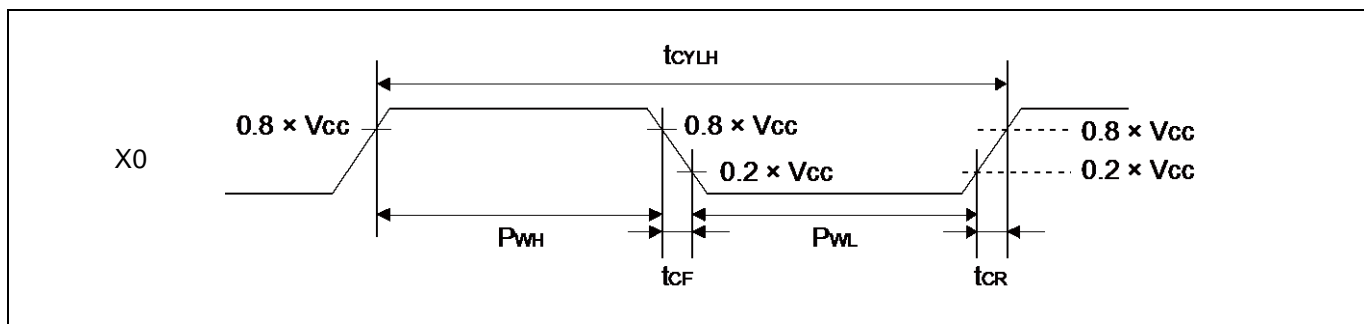 tCYLH
0.8 × Vcc
0.8 × Vcc
0.8 × Vcc
X0
0.2 × Vcc
0.2 × Vcc
PWH
PWL
tCF
tCR